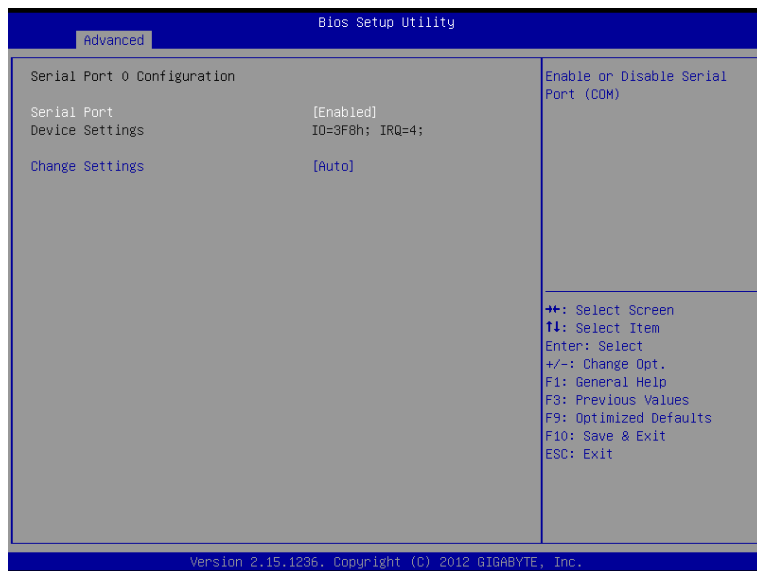 Bios Setup Utility
Advanced
Serial Port 0 Configuration
Serial Port [Enabled]
Device Settings IO=3F8h; IRQ=4;
Change Settings [Auto]
Enable or Disable Serial
Port (COM)
→←: Select Screen
↑↓: Select Item
Enter: Select
+/-: Change Opt.
F1: General Help
F3: Previous Values
F9: Optimized Defaults
F10: Save & Exit
ESC: Exit
Version 2.15.1236. Copyright (C) 2012 GIGABYTE, Inc.